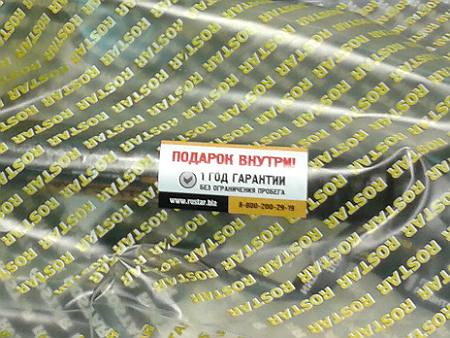 ПОДАРОК ВНУТРИ!
1 ГОД ГАРАНТИИ
БЕЗ ОГРАНИЧЕНИЯ ПРОБЕГА
www.rostar.biz
8-800-200-29-19
ROSTAR